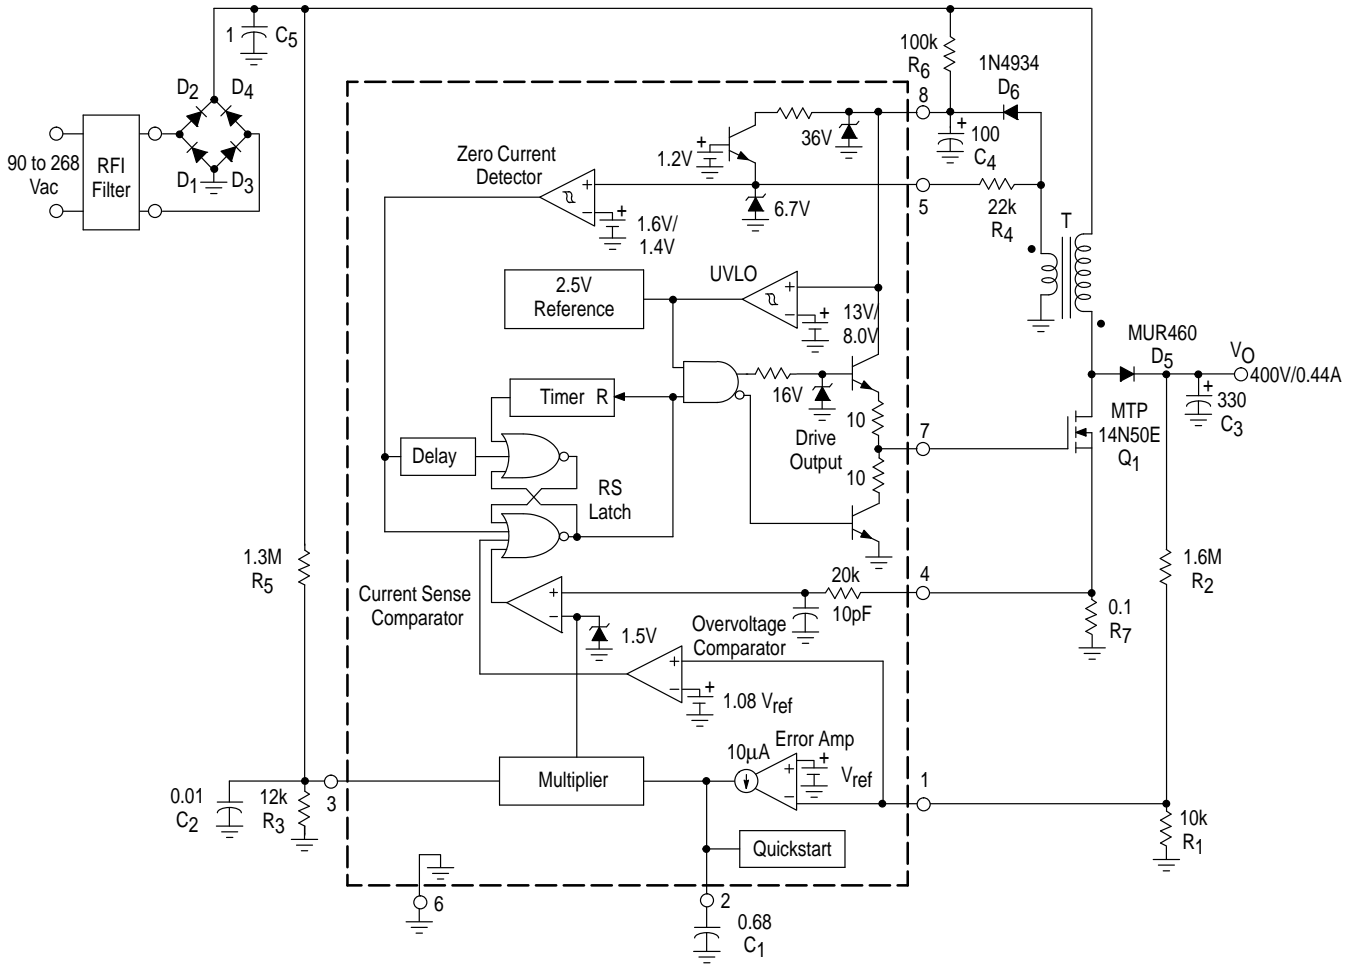 1
C5
100k
R6
1N4934
D6
D2
D4
8
36V
100
C4
1.2V
90 to 268
Vac
RFI
Filter
D1
D3
Zero Current
Detector
+
−
6.7V
5
22k
R4
T
1.6V/
1.4V
2.5V
Reference
UVLO
+
−
13V/
8.0V
MUR460
D5
VO
400V/0.44A
Timer R
16V
10
Drive
Output
7
MTP
14N50E
Q1
330
C3
Delay
RS
Latch
10
1.3M
R5
1.6M
R2
Current Sense
Comparator
+
−
20k
10pF
4
1.5V
0.1
R7
Overvoltage
Comparator
+
−
1.08 Vref
Error Amp
10μA
+
−
Vref
1
Multiplier
3
0.01
C2
12k
R3
10k
R1
Quickstart
6
2
0.68
C1